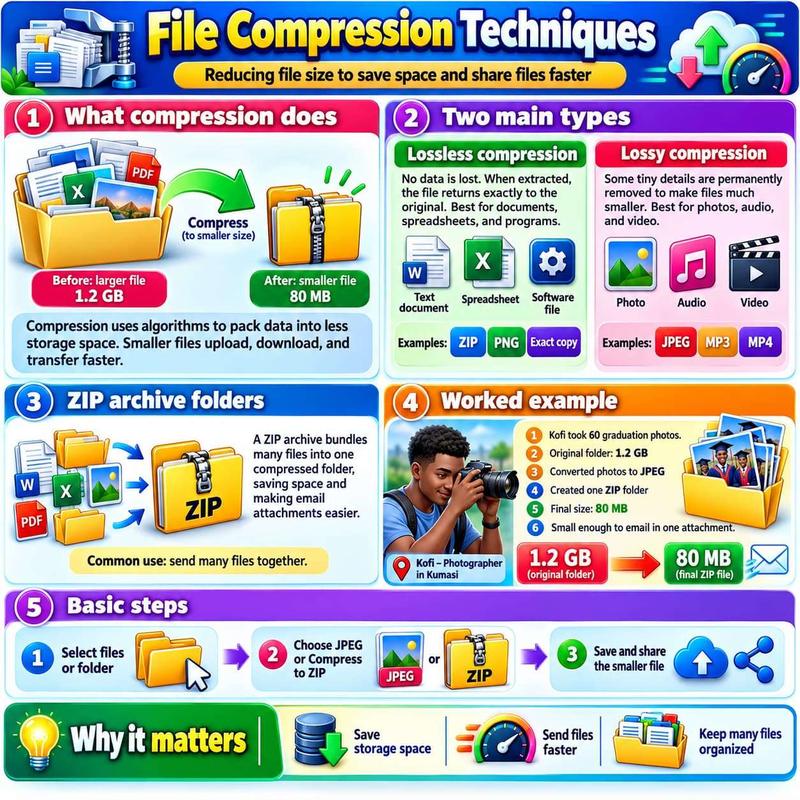 File Compression Techniques
Reducing file size to save space and share files faster
1 What compression does
PDF
X
Compress
(to smaller size)
Before: larger file
1.2 GB
After: smaller file
80 MB
Compression uses algorithms to pack data into less
storage space. Smaller files upload, download, and
transfer faster.
2 Two main types
Lossless compression
No data is lost. When extracted,
the file returns exactly to the
original. Best for documents,
spreadsheets, and programs.
W
X
Text
document
Spreadsheet
Software
file
Examples: ZIP PNG Exact copy
Lossy compression
Some tiny details are permanently
removed to make files much
smaller. Best for photos, audio,
and video.
Photo
Audio
Video
Examples: JPEG MP3 MP4
3 ZIP archive folders
W
X
PDF
ZIP
A ZIP archive bundles
many files into one
compressed folder,
saving space and
making email
attachments easier.
Common use: send many files together.
4 Worked example
Kofi – Photographer
in Kumasi
1 Kofi took 60 graduation photos.
2 Original folder: 1.2 GB
3 Converted photos to JPEG
4 Created one ZIP folder
5 Final size: 80 MB
6 Small enough to email in one attachment.
1.2 GB
(original folder)
80 MB
(final ZIP file)
5 Basic steps
1 Select files
or folder
2 Choose JPEG
or Compress
to ZIP
JPEG
or
ZIP
3 Save and share
the smaller file
Why it matters
Save
storage space
Send files
faster
Keep many files
organized